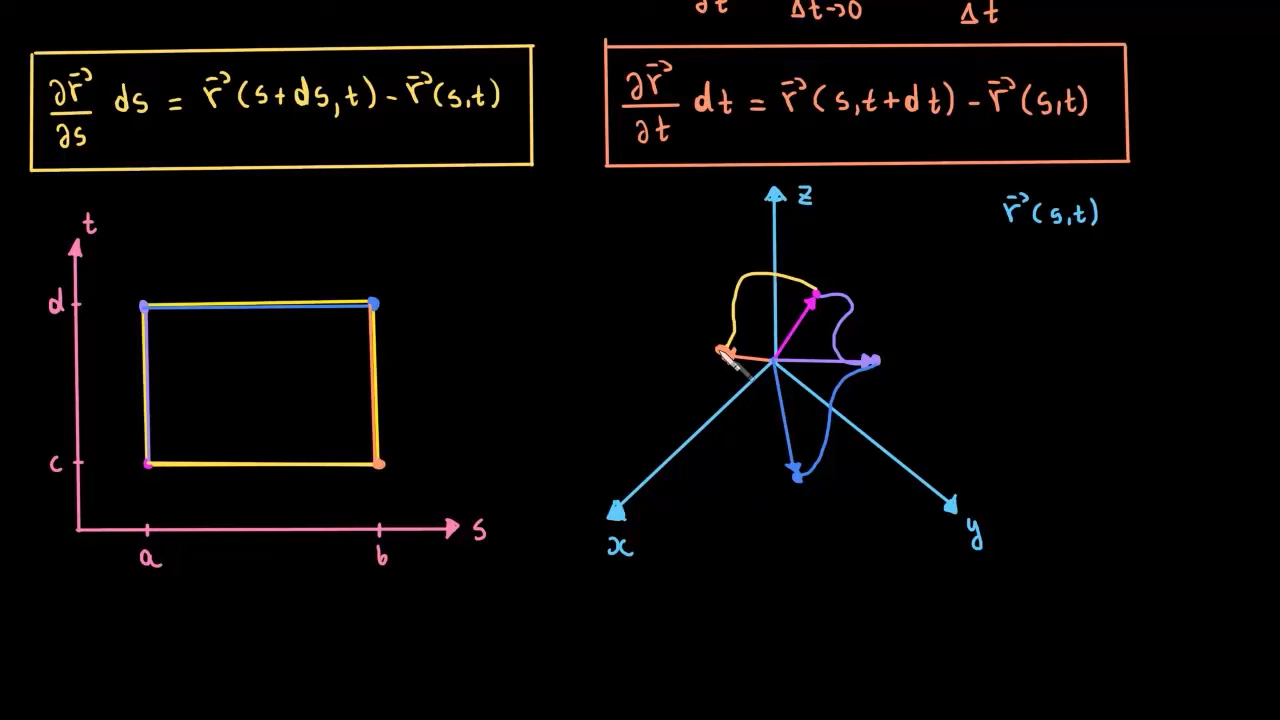 ∂t Δt→0 Δt
∂r⃗/∂s ds = r⃗(s+ds,t) - r⃗(s,t)
∂r⃗/∂t dt = r⃗(s,t+dt) - r⃗(s,t)
z
r⃗(s,t)
t
d
c
s
a
b
x
y